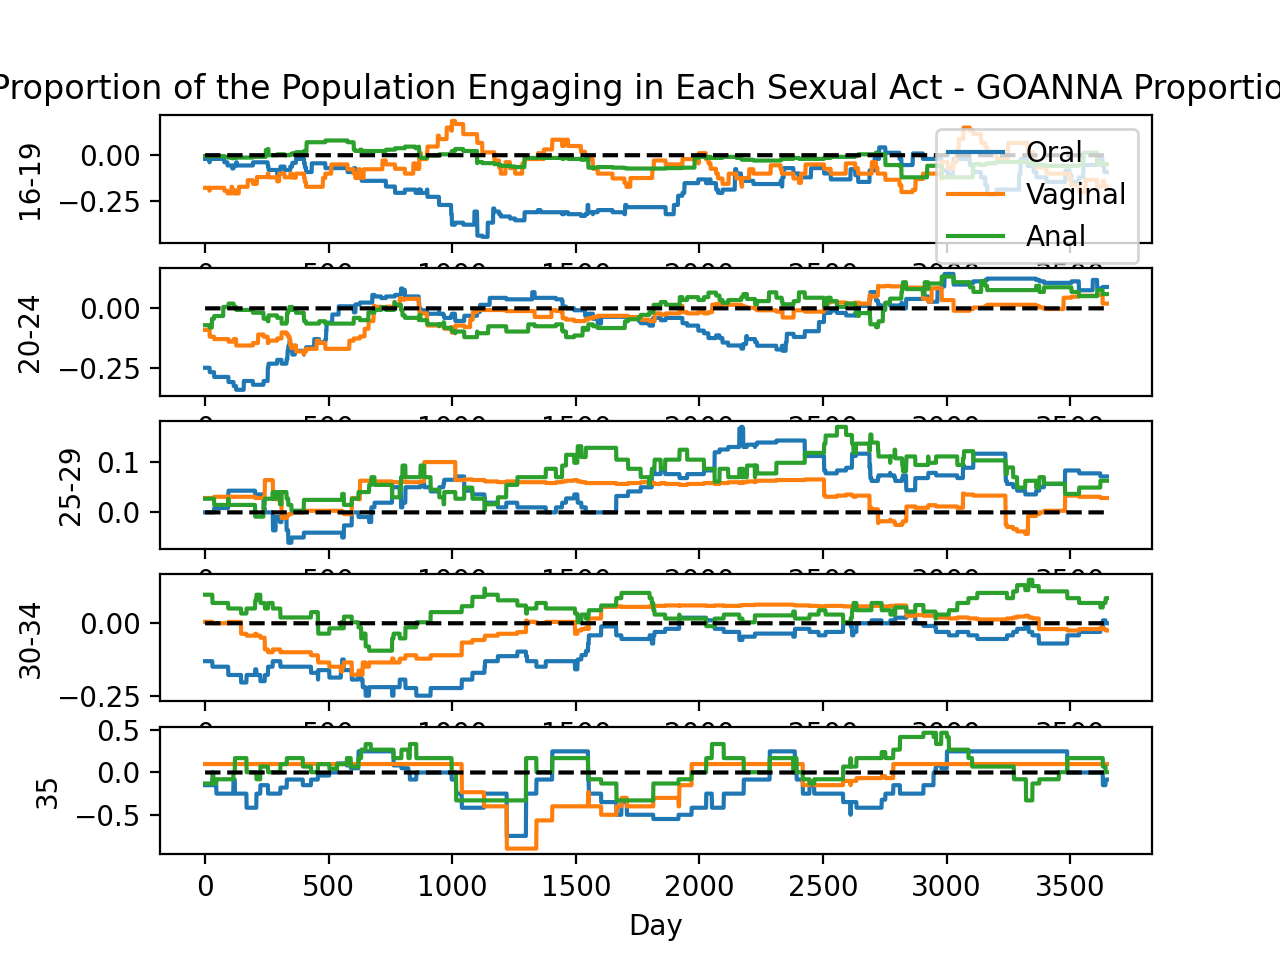 Proportion of the Population Engaging in Each Sexual Act - GOANNA Proportio
16-19
0.00
−0.25
Oral
Vaginal
Anal
20-24
0.00
−0.25
25-29
0.1
0.0
30-34
0.00
−0.25
35
0.5
0.0
−0.5
0 500 1000 1500 2000 2500 3000 3500
Day